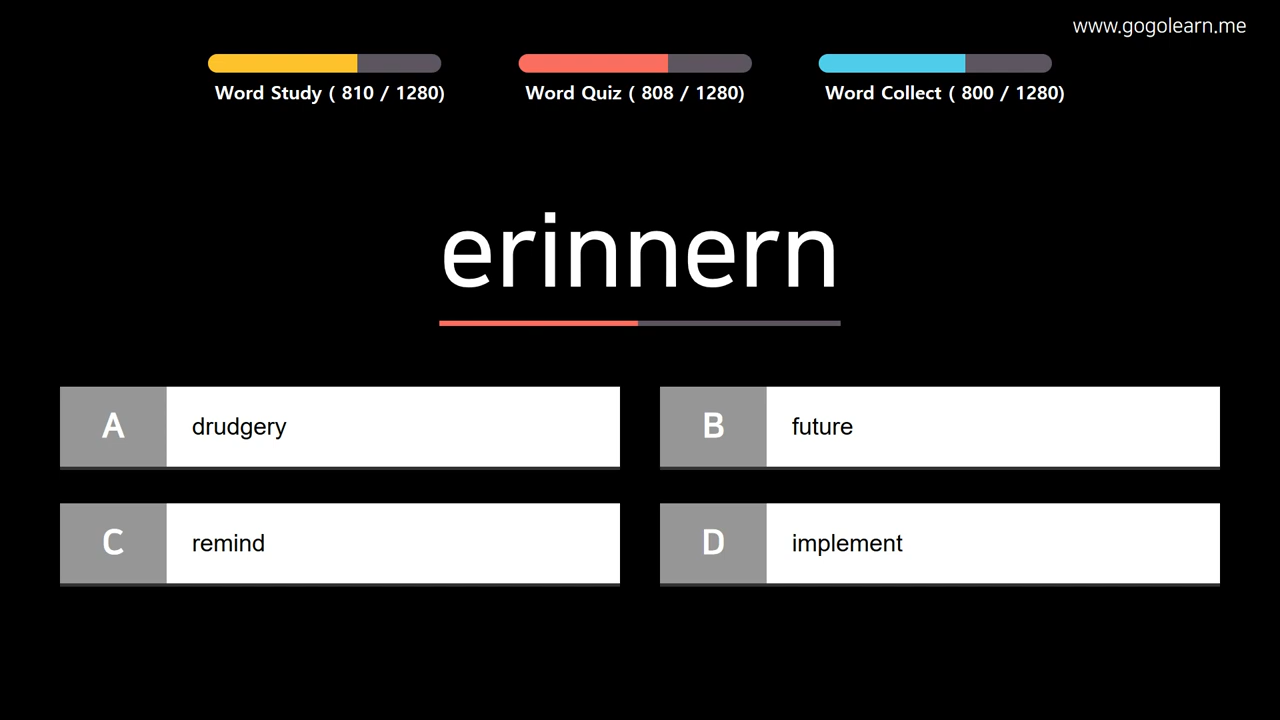 www.gogolearn.me
Word Study ( 810 / 1280)
Word Quiz ( 808 / 1280)
Word Collect ( 800 / 1280)
erinnern
A drudgery
B future
C remind
D implement